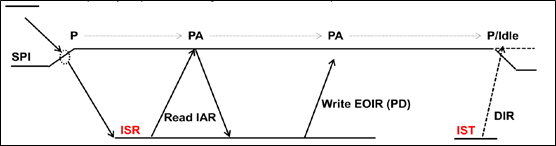 P PA PA P/Idle
SPI
ISR Read IAR Write EOIR (PD) IST DIR